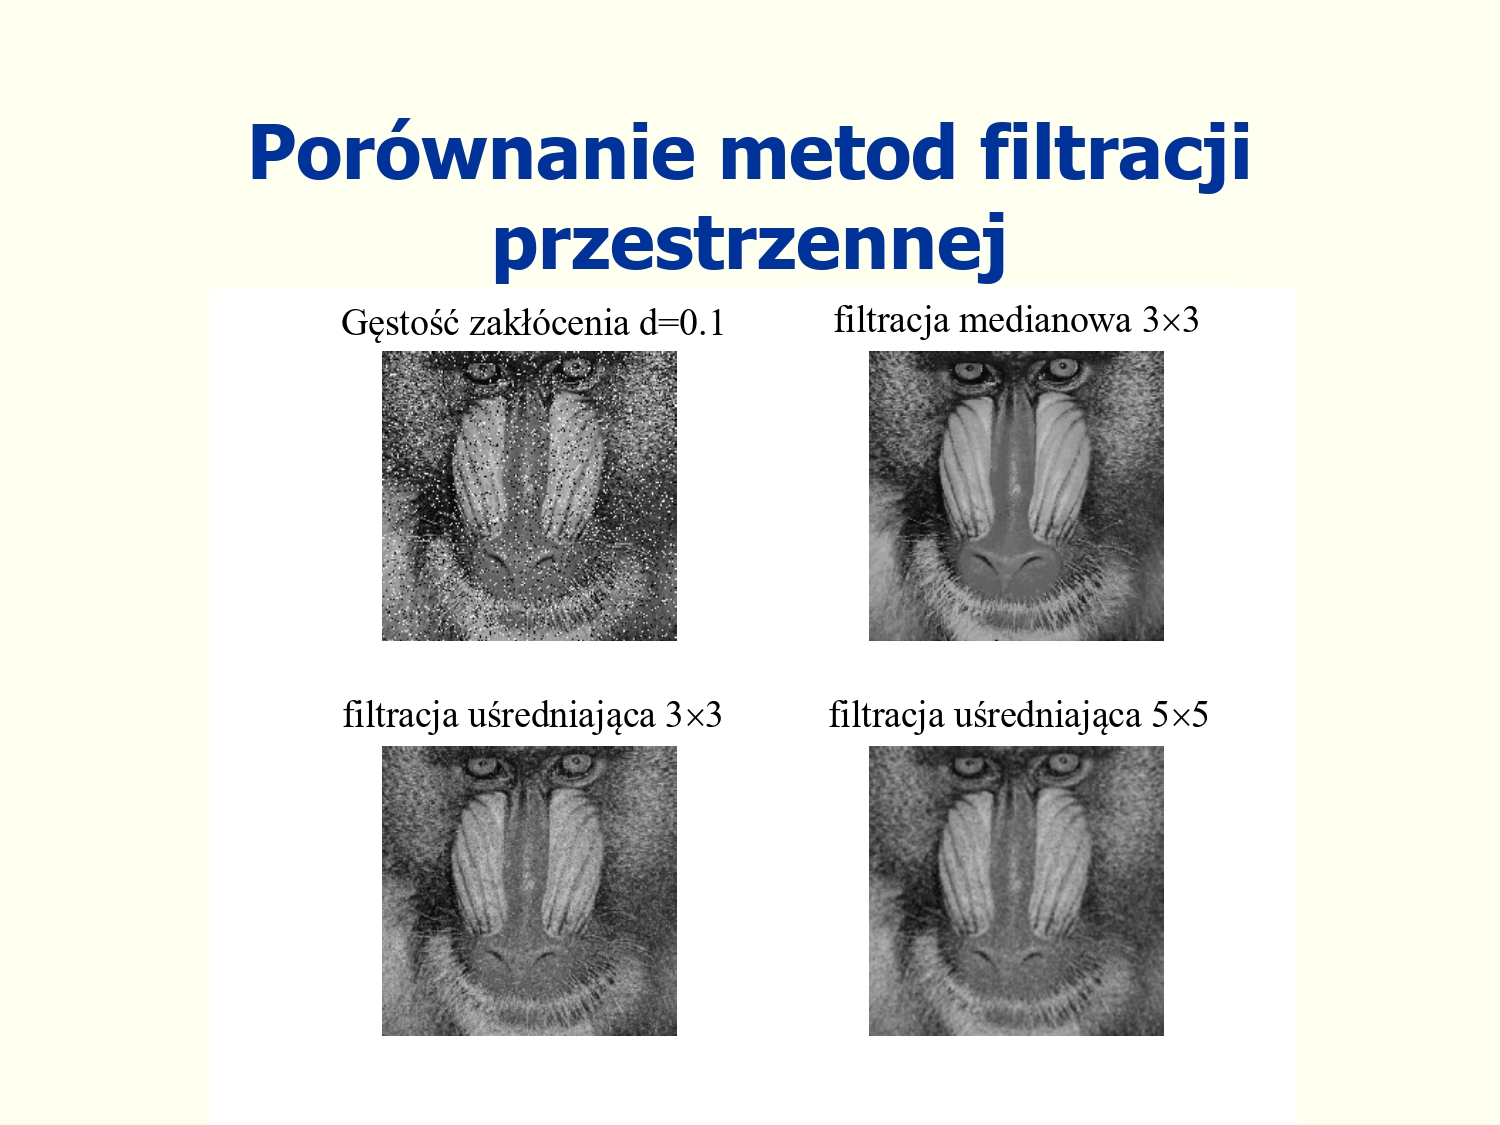 Porównanie metod filtracji
przestrzennej
Gęstość zakłócenia d=0.1
filtracja medianowa 3×3
filtracja uśredniająca 3×3
filtracja uśredniająca 5×5